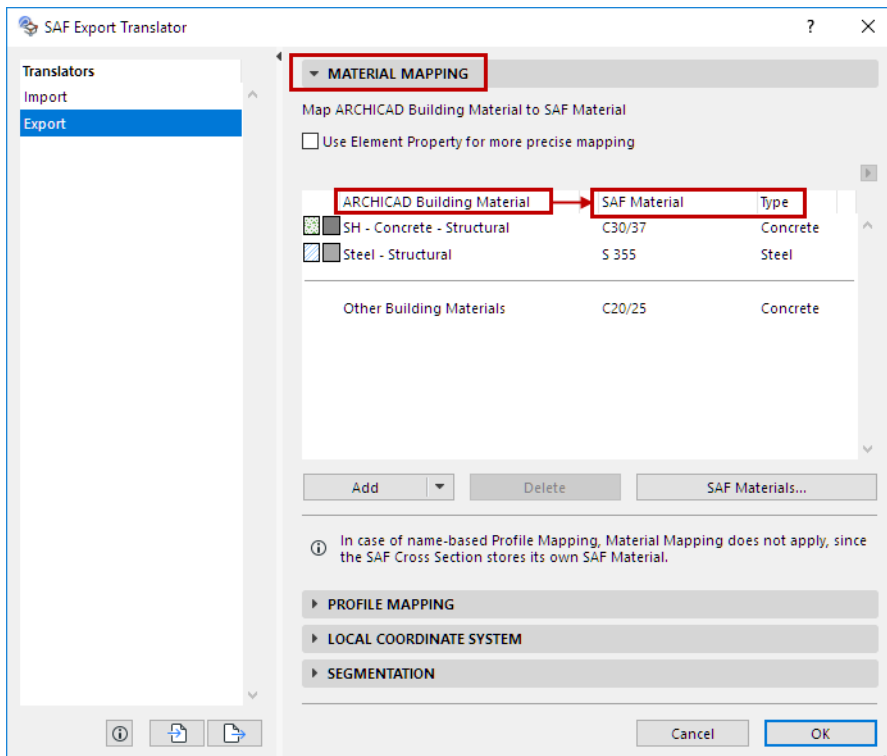 SAF Export Translator
?
Translators
Import
Export
MATERIAL MAPPING
Map ARCHICAD Building Material to SAF Material
Use Element Property for more precise mapping
ARCHICAD Building Material SAF Material Type
SH - Concrete - Structural C30/37 Concrete
Steel - Structural S 355 Steel
Other Building Materials C20/25 Concrete
Add Delete SAF Materials...
In case of name-based Profile Mapping, Material Mapping does not apply, since
the SAF Cross Section stores its own SAF Material.
PROFILE MAPPING
LOCAL COORDINATE SYSTEM
SEGMENTATION
Cancel OK